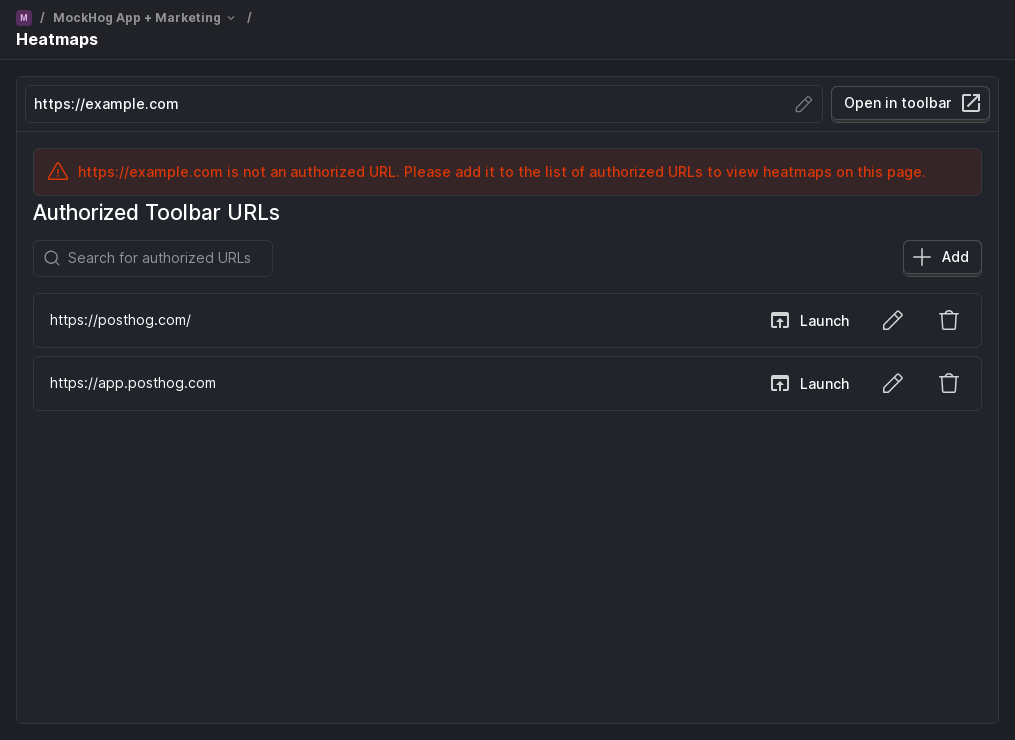 M / MockHog App + Marketing /
Heatmaps
https://example.com
Open in toolbar
https://example.com is not an authorized URL. Please add it to the list of authorized URLs to view heatmaps on this page.
Authorized Toolbar URLs
Search for authorized URLs
Add
https://posthog.com/
Launch
https://app.posthog.com
Launch